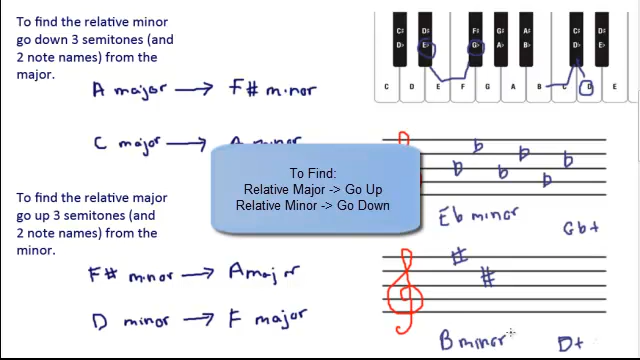 To find the relative minor
go down 3 semitones (and
2 note names) from the
major.
A major → F# minor
C major → A minor
To Find:
Relative Major -> Go Up
Relative Minor -> Go Down
To find the relative major
go up 3 semitones (and
2 note names) from the
minor.
F# minor → A major
D minor → F major
C# F# C#
D♭ E♭ G♭ A♭ B♭ D♭ E♭
C D E F G A B C D E
Eb minor
Gb+
B minor
D+